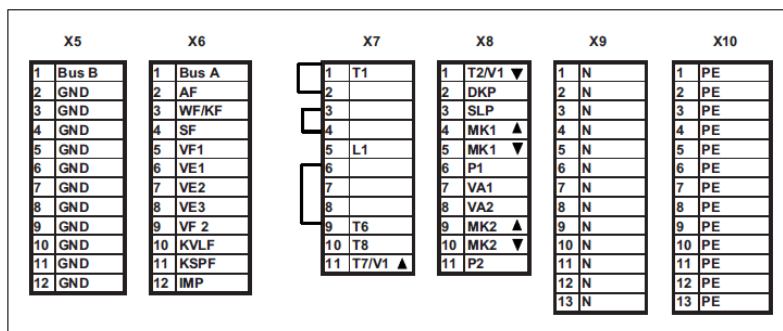 X5 X6 X7 X8 X9 X10
1 Bus B 1 Bus A 1 T1 1 T2/V1 ▼ 1 N 1 PE
2 GND 2 AF 2 2 DKP 2 N 2 PE
3 GND 3 WF/KF 3 3 SLP 3 N 3 PE
4 GND 4 SF 4 4 MK1 ▲ 4 N 4 PE
5 GND 5 VF1 5 L1 5 MK1 ▼ 5 N 5 PE
6 GND 6 VE1 6 6 P1 6 N 6 PE
7 GND 7 VE2 7 7 VA1 7 N 7 PE
8 GND 8 VE3 8 8 VA2 8 N 8 PE
9 GND 9 VF 2 9 T6 9 MK2 ▲ 9 N 9 PE
10 GND 10 KVLF 10 T8 10 MK2 ▼ 10 N 10 PE
11 GND 11 KSPF 11 T7/V1 ▲ 11 P2 11 N 11 PE
12 GND 12 IMP 12 N 12 PE
13 N 13 PE